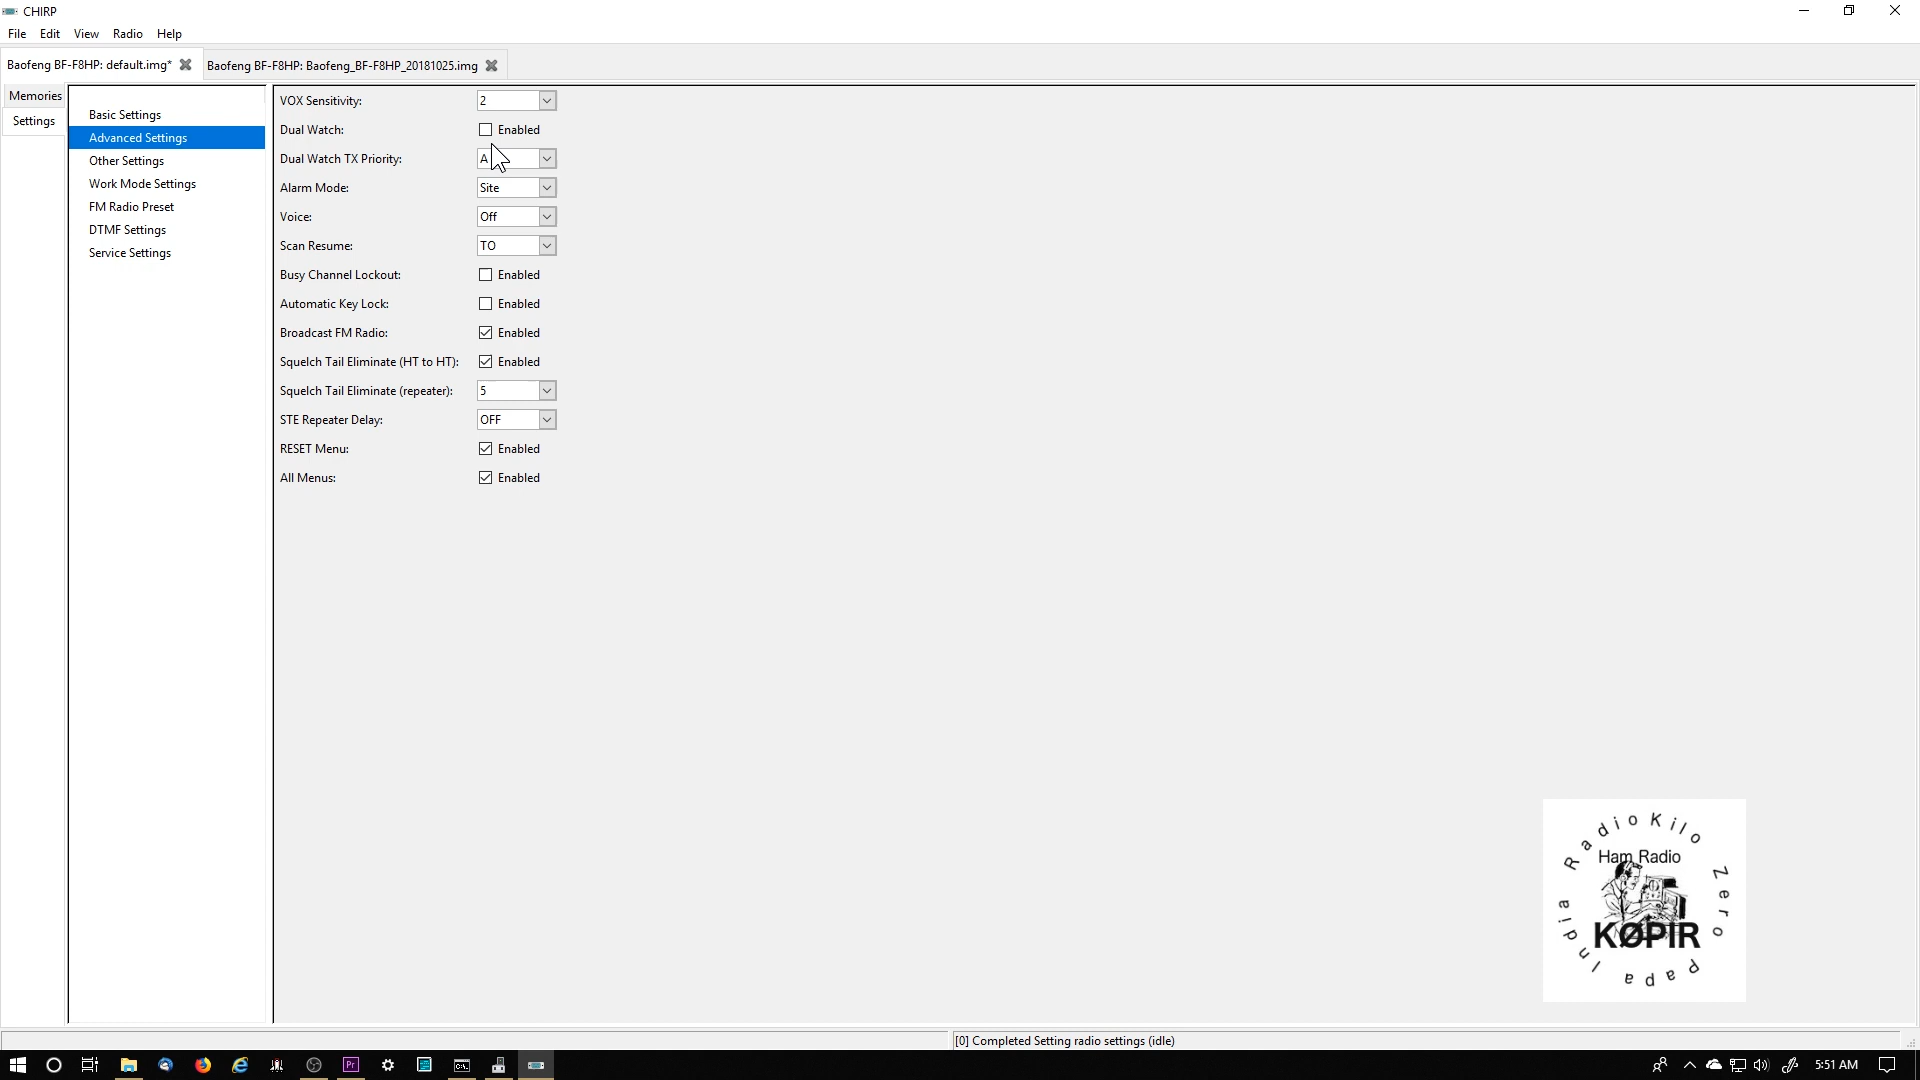 CHIRP
File Edit View Radio Help
Baofeng BF-F8HP: default.img* Baofeng BF-F8HP: Baofeng_BF-F8HP_20181025.img
Memories
Settings
Basic Settings
Advanced Settings
Other Settings
Work Mode Settings
FM Radio Preset
DTMF Settings
Service Settings
VOX Sensitivity: 2
Dual Watch: Enabled
Dual Watch TX Priority: A
Alarm Mode: Site
Voice: Off
Scan Resume: TO
Busy Channel Lockout: Enabled
Automatic Key Lock: Enabled
Broadcast FM Radio: Enabled
Squelch Tail Eliminate (HT to HT): Enabled
Squelch Tail Eliminate (repeater): 5
STE Repeater Delay: OFF
RESET Menu: Enabled
All Menus: Enabled
Radio Kilo Zero Papa India
Ham Radio
KØPIR
[0] Completed Setting radio settings (idle)
Pr
C:\.
5:51 AM